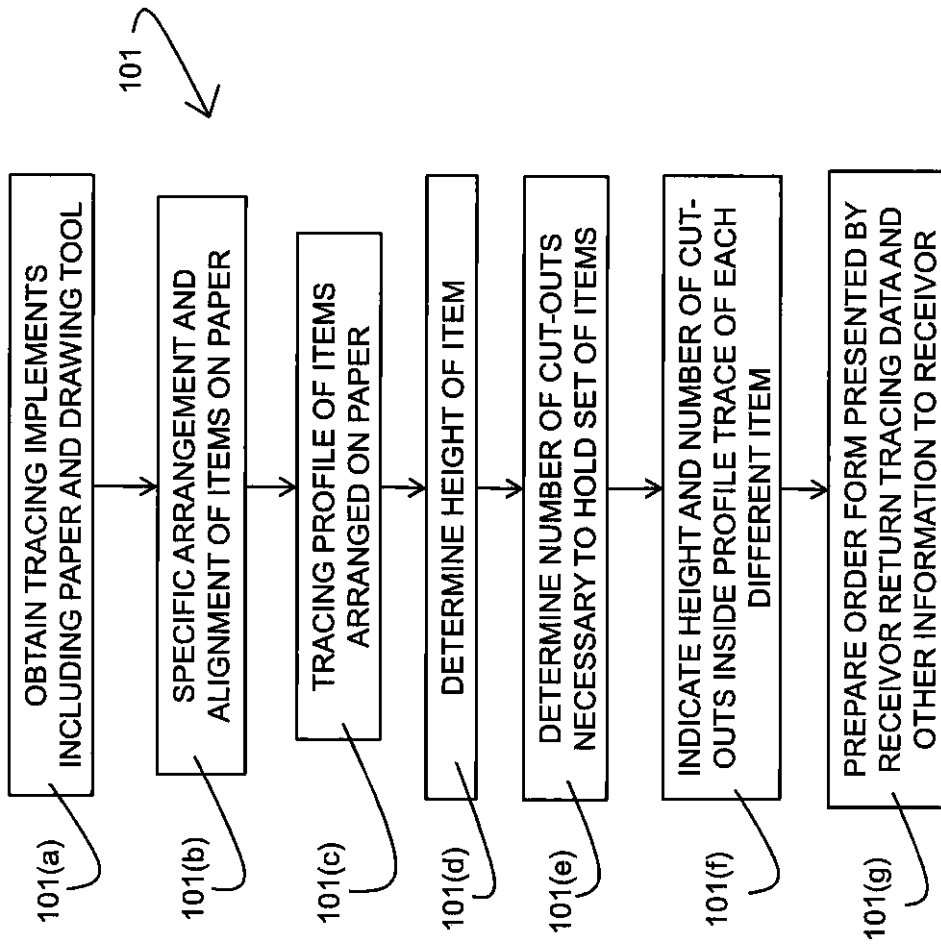 101
101(a)
OBTAIN TRACING IMPLEMENTS
INCLUDING PAPER AND DRAWING TOOL
101(b)
SPECIFIC ARRANGEMENT AND
ALIGNMENT OF ITEMS ON PAPER
101(c)
TRACING PROFILE OF ITEMS
ARRANGED ON PAPER
101(d)
DETERMINE HEIGHT OF ITEM
101(e)
DETERMINE NUMBER OF CUT-OUTS
NECESSARY TO HOLD SET OF ITEMS
101(f)
INDICATE HEIGHT AND NUMBER OF CUT-
OUTS INSIDE PROFILE TRACE OF EACH
DIFFERENT ITEM
101(g)
PREPARE ORDER FORM PRESENTED BY
RECEIVOR RETURN TRACING DATA AND
OTHER INFORMATION TO RECEIVOR